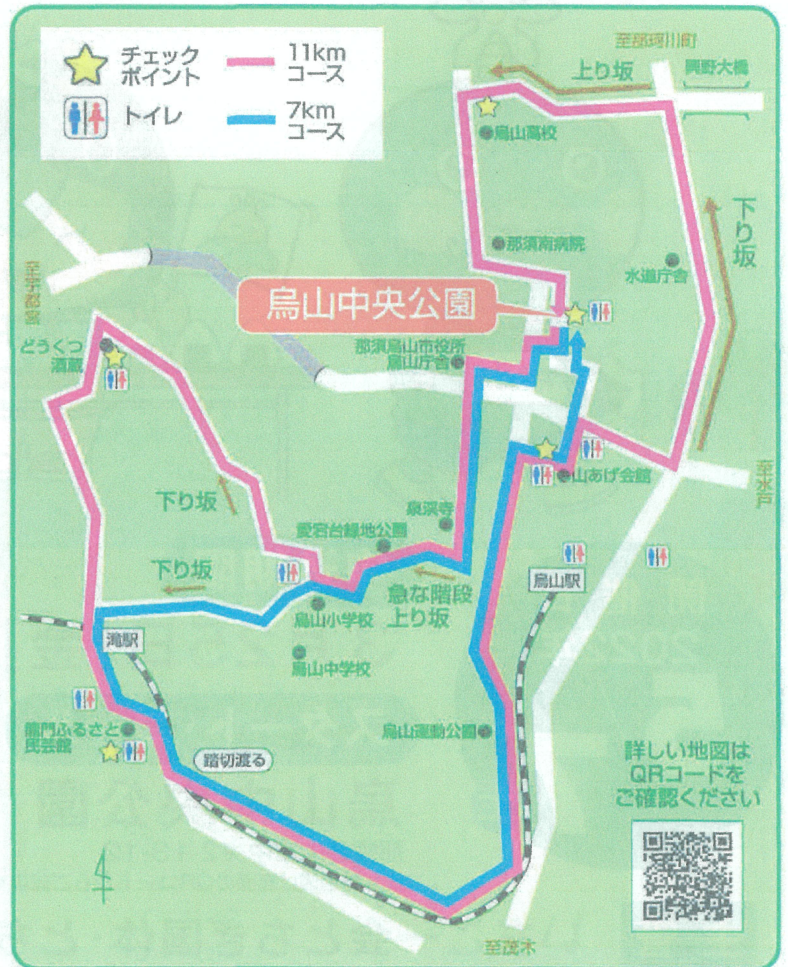 チェック
ポイント
11km
コース
トイレ
7km
コース
至那珂川町
上り坂
興野大橋
烏山高校
那須南病院
水道庁舎
下り坂
至宇都宮
烏山中央公園
どうくつ
酒蔵
那須烏山市役所
烏山庁舎
山あげ会館
至水戸
下り坂
泉渓寺
愛宕台緑地公園
下り坂
急な階段
上り坂
烏山駅
烏山小学校
滝駅
烏山中学校
龍門ふるさと
民芸館
烏山運動公園
踏切渡る
詳しい地図は
QRコードを
ご確認ください
至茂木